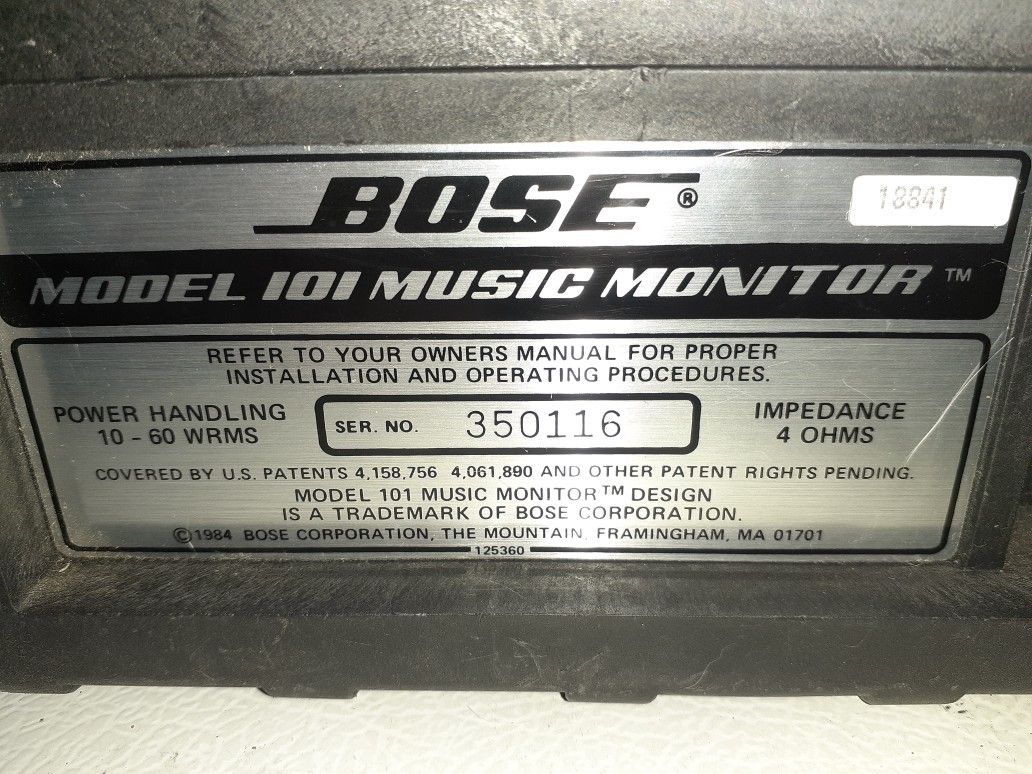 BOSE®
18841
MODEL 101 MUSIC MONITOR™
REFER TO YOUR OWNERS MANUAL FOR PROPER
INSTALLATION AND OPERATING PROCEDURES.
POWER HANDLING
10 - 60 WRMS
SER. NO. 350116
IMPEDANCE
4 OHMS
COVERED BY U.S. PATENTS 4,158,756 4,061,890 AND OTHER PATENT RIGHTS PENDING.
MODEL 101 MUSIC MONITOR™ DESIGN
IS A TRADEMARK OF BOSE CORPORATION.
©1984 BOSE CORPORATION, THE MOUNTAIN, FRAMINGHAM, MA 01701
125360